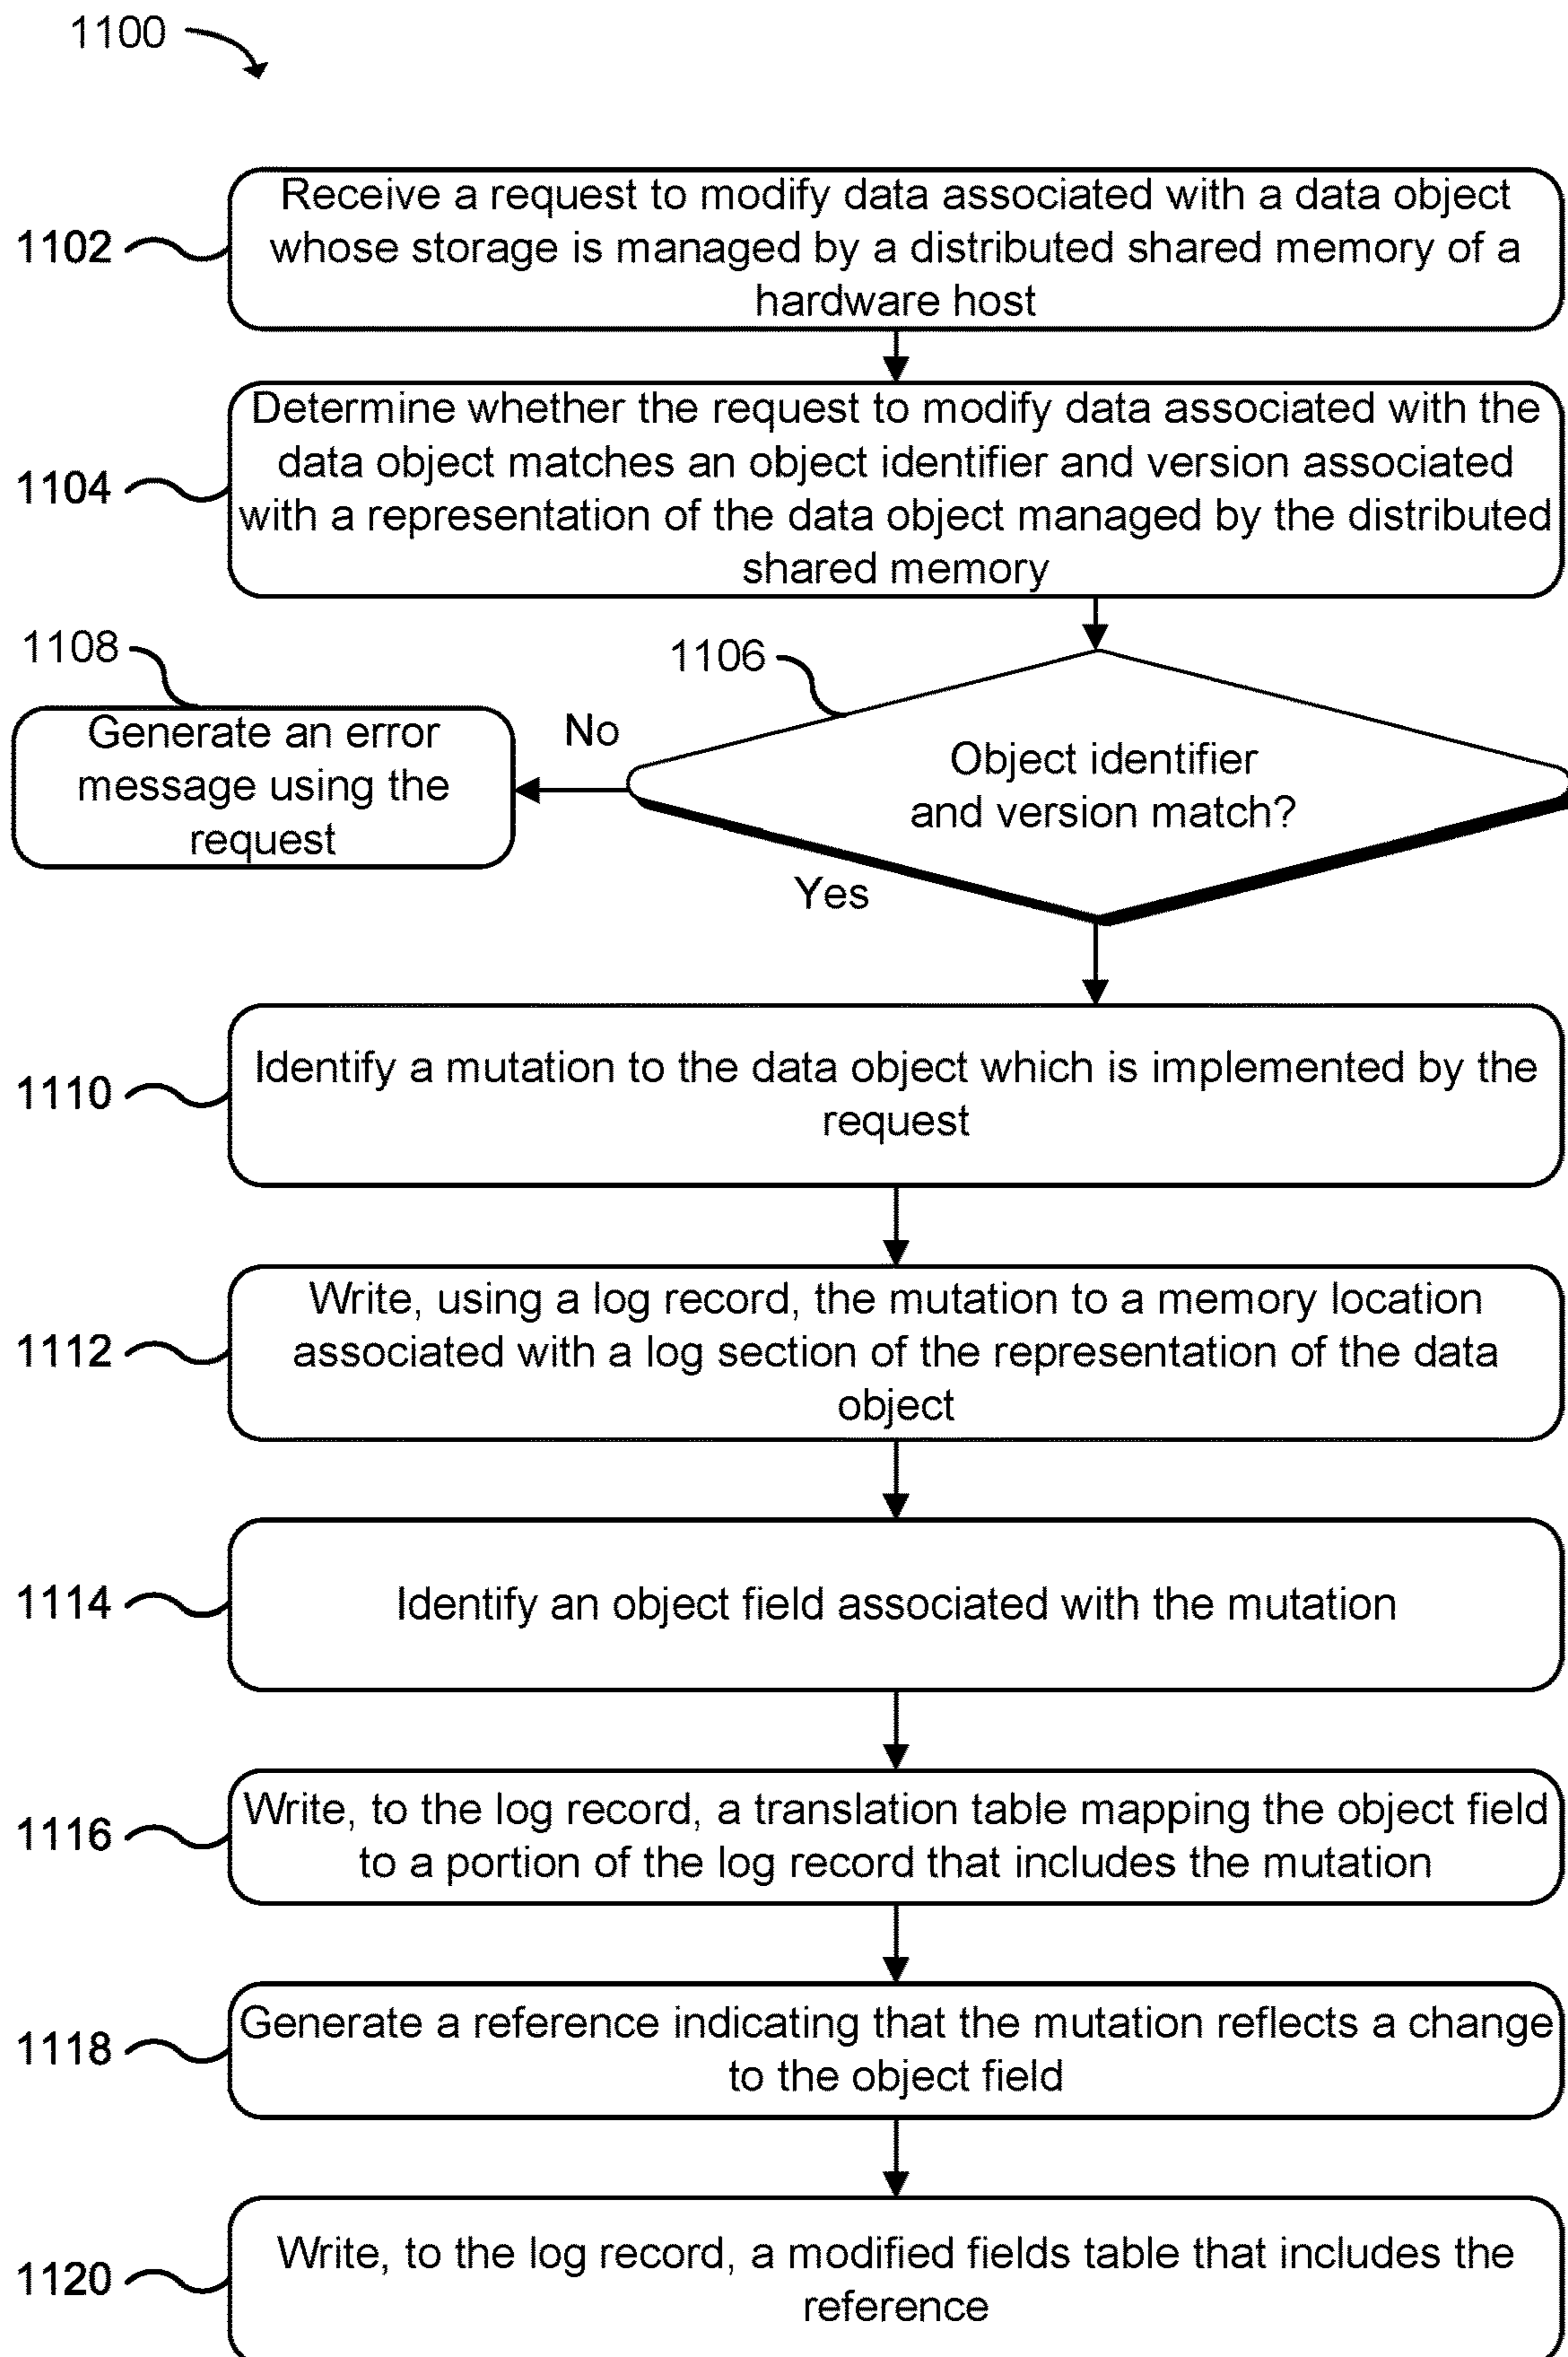 1100
1102
Receive a request to modify data associated with a data object
whose storage is managed by a distributed shared memory of a
hardware host
1104
Determine whether the request to modify data associated with the
data object matches an object identifier and version associated
with a representation of the data object managed by the distributed
shared memory
1106
Object identifier
and version match?
No
1108
Generate an error
message using the
request
Yes
1110
Identify a mutation to the data object which is implemented by the
request
1112
Write, using a log record, the mutation to a memory location
associated with a log section of the representation of the data
object
1114
Identify an object field associated with the mutation
1116
Write, to the log record, a translation table mapping the object field
to a portion of the log record that includes the mutation
1118
Generate a reference indicating that the mutation reflects a change
to the object field
1120
Write, to the log record, a modified fields table that includes the
reference